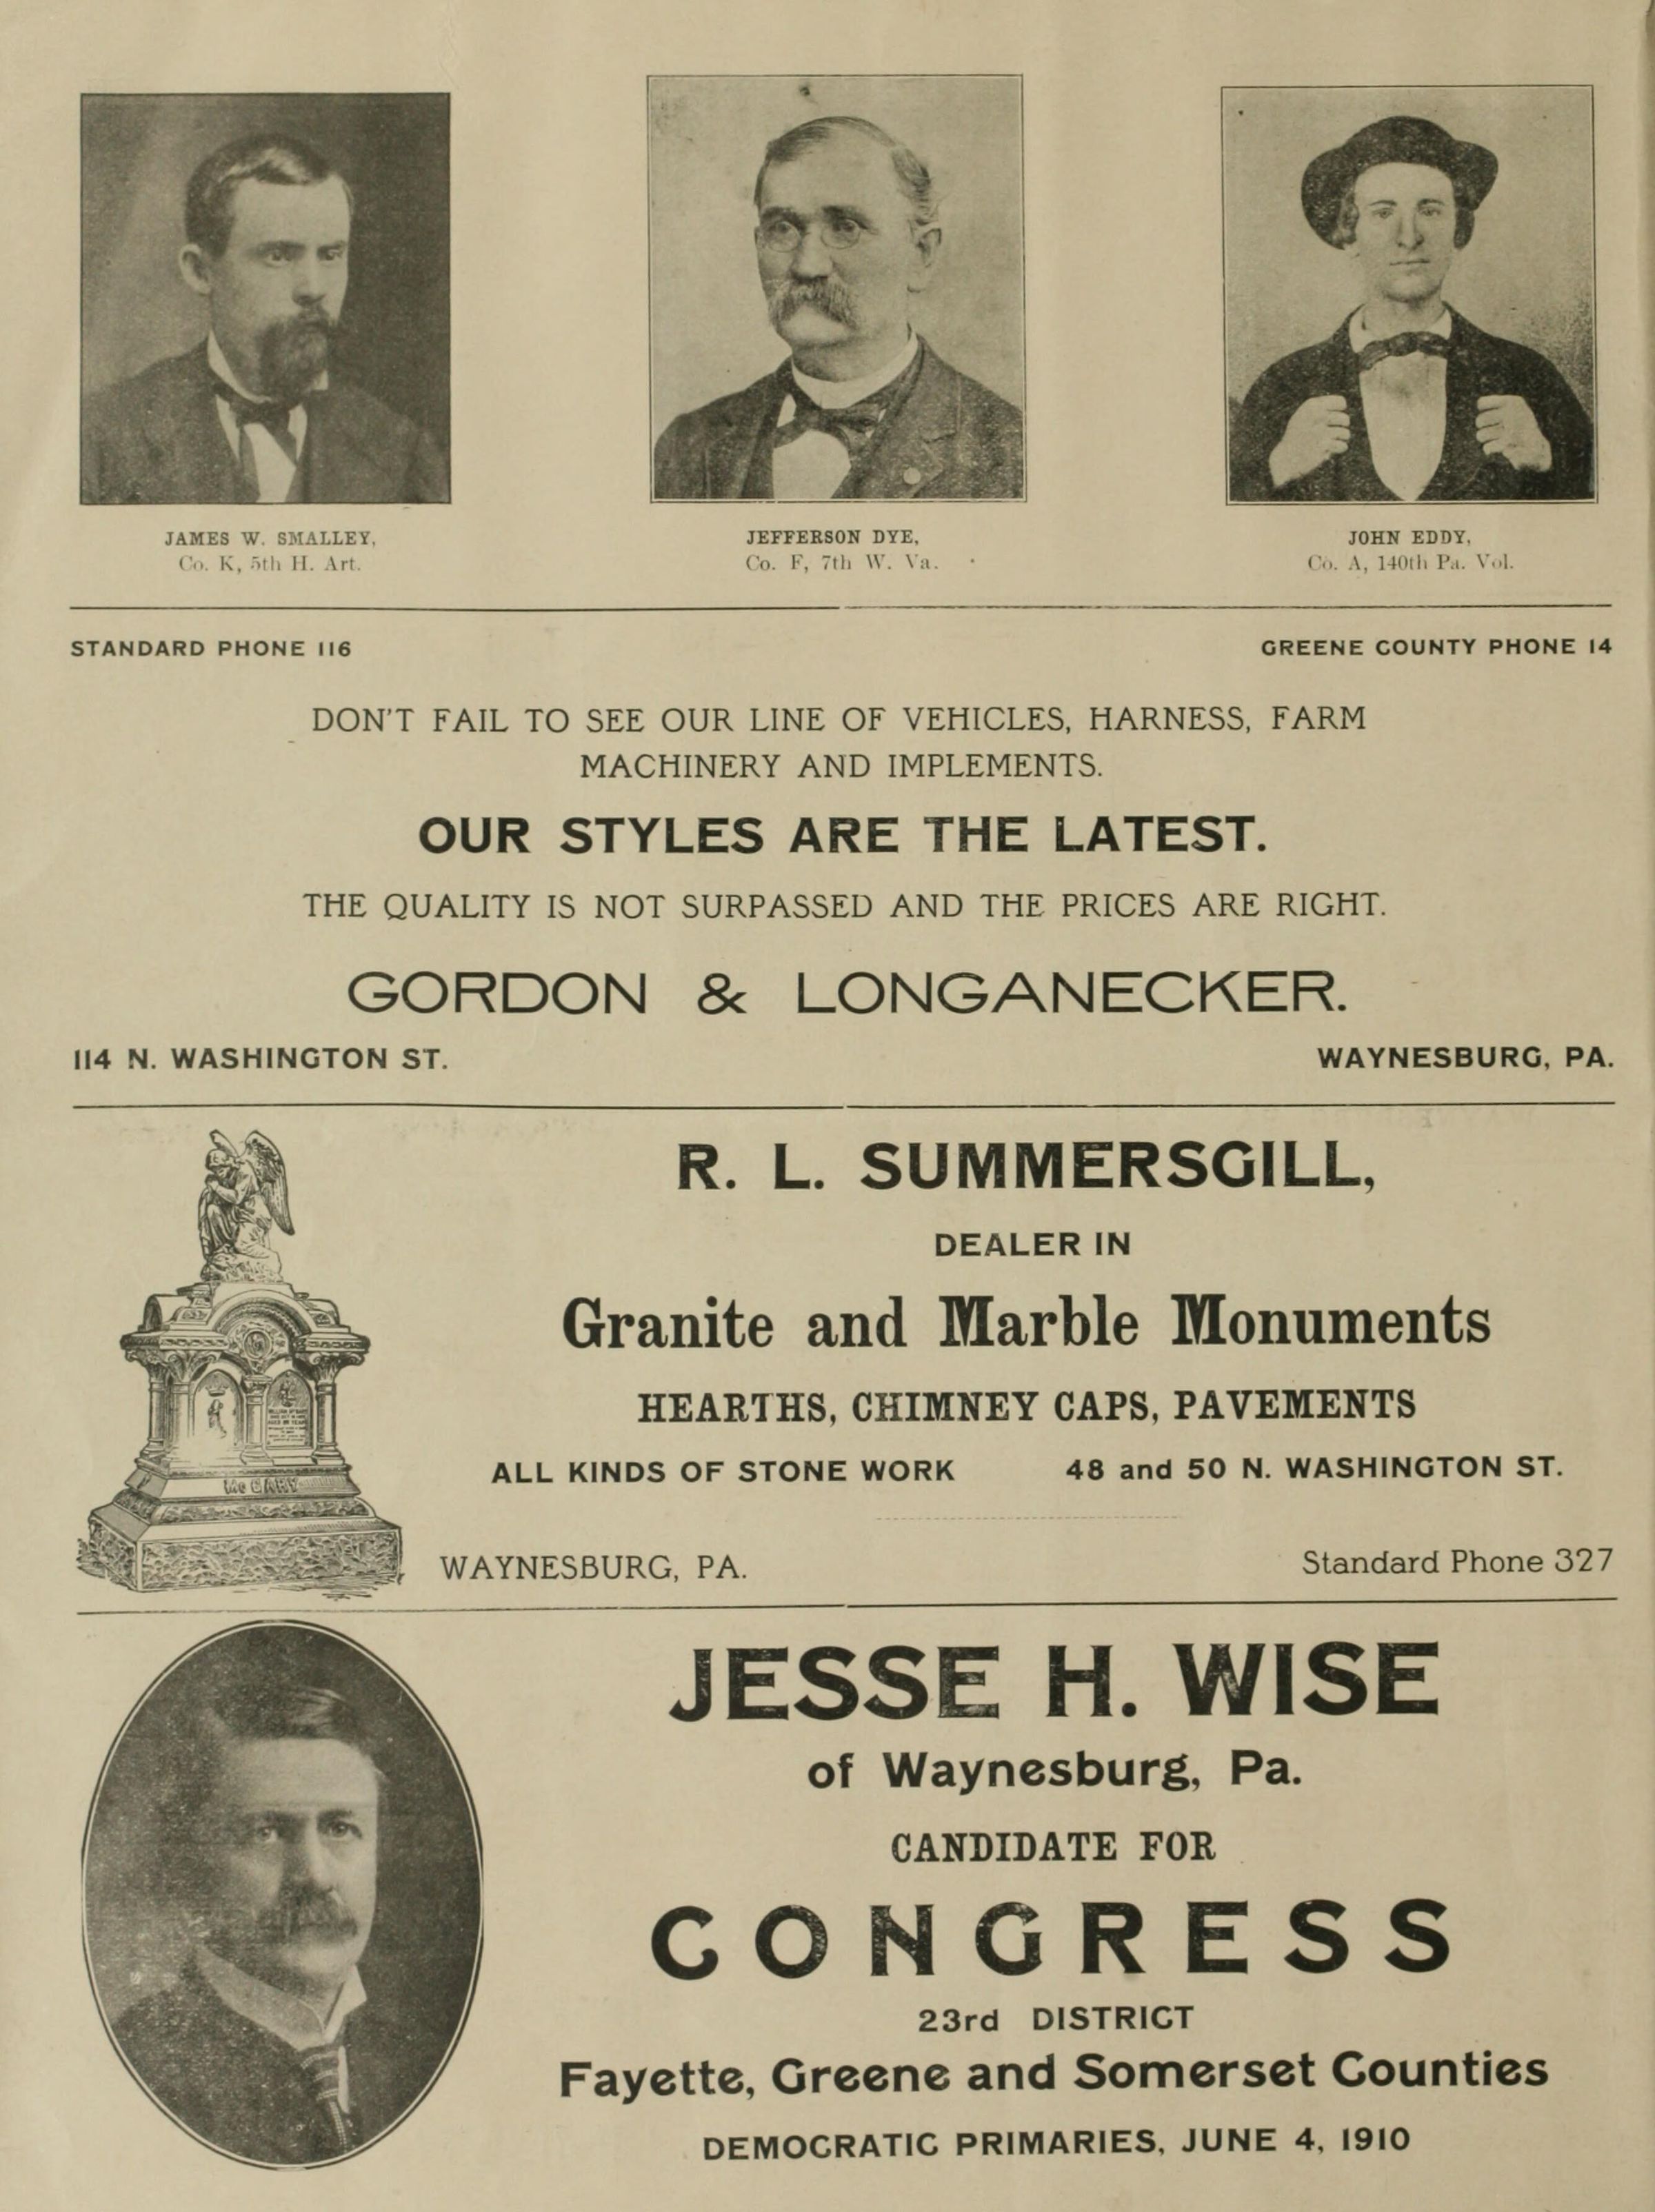 JAMES W. SMALLEY,
Co. K, 5th H. Art.
JEFFERSON DYE,
Co. F, 7th W. Va.
JOHN EDDY,
Co. A, 140th Pa. Vol.
STANDARD PHONE 116
GREENE COUNTY PHONE 14
DON'T FAIL TO SEE OUR LINE OF VEHICLES, HARNESS, FARM
MACHINERY AND IMPLEMENTS.
OUR STYLES ARE THE LATEST.
THE QUALITY IS NOT SURPASSED AND THE PRICES ARE RIGHT.
GORDON & LONGANECKER.
114 N. WASHINGTON ST.
WAYNESBURG, PA.
R. L. SUMMERSGILL,
DEALER IN
Granite and Marble Monuments
HEARTHS, CHIMNEY CAPS, PAVEMENTS
ALL KINDS OF STONE WORK
48 and 50 N. WASHINGTON ST.
McGARY
WAYNESBURG, PA.
Standard Phone 327
JESSE H. WISE
of Waynesburg, Pa.
CANDIDATE FOR
CONGRESS
23rd DISTRICT
Fayette, Greene and Somerset Counties
DEMOCRATIC PRIMARIES, JUNE 4, 1910